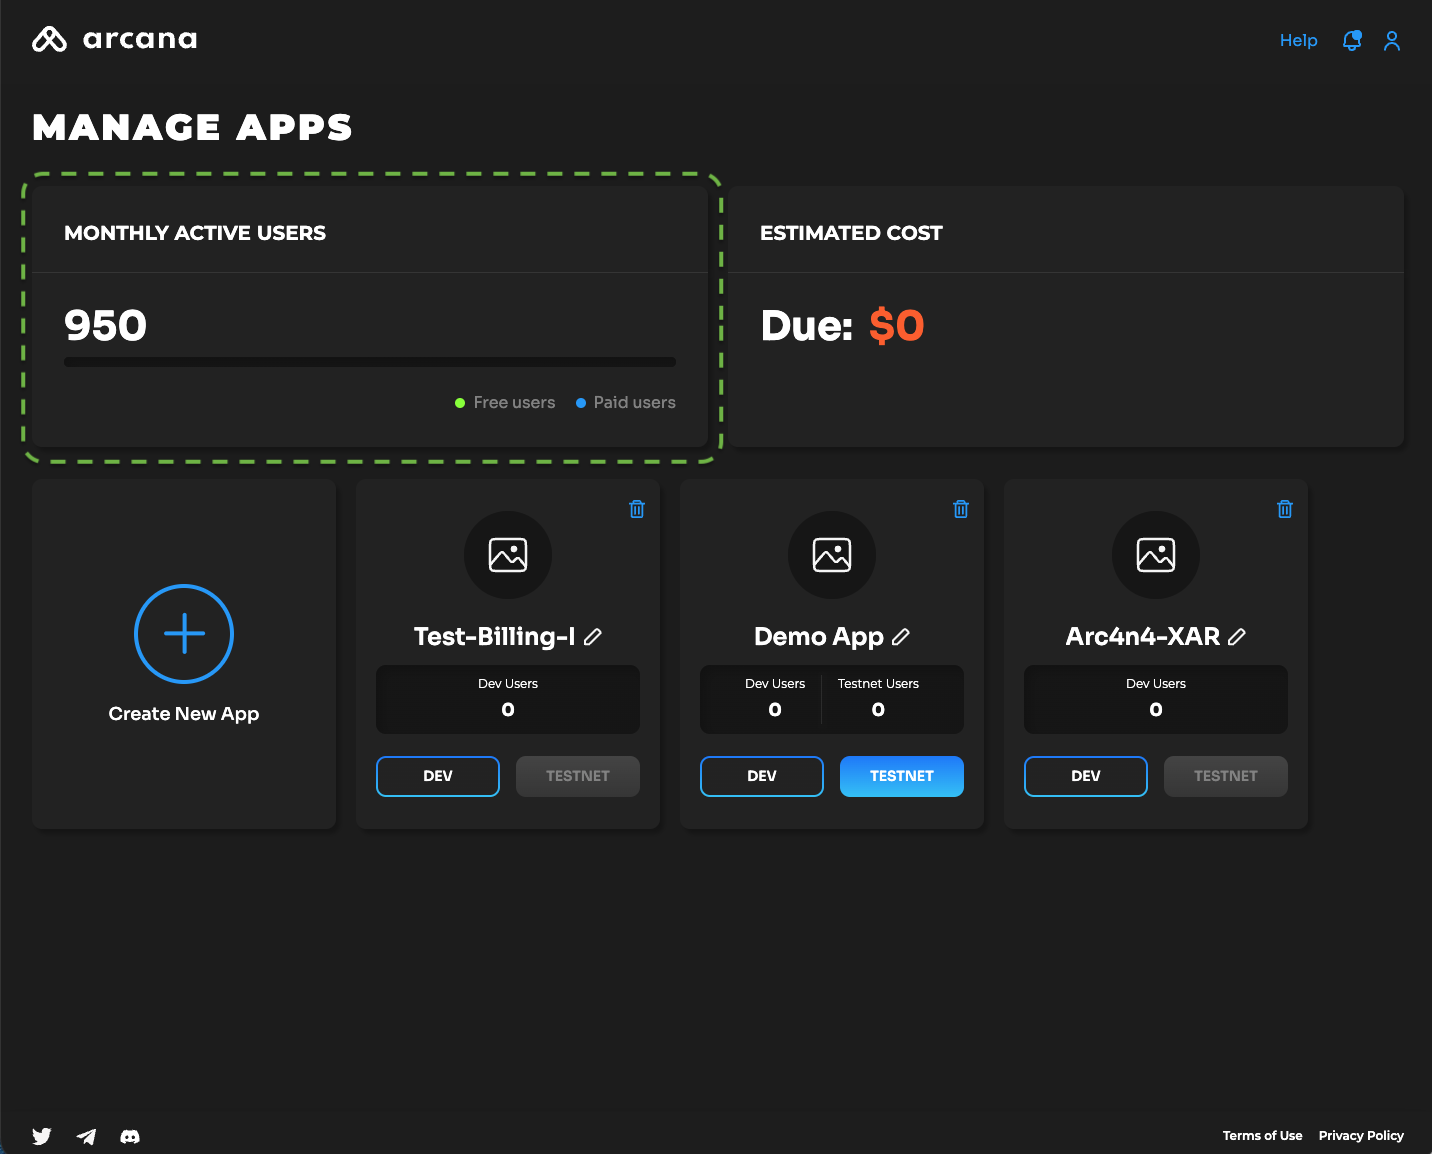 arcana
Help
MANAGE APPS
MONTHLY ACTIVE USERS
950
Free users
Paid users
ESTIMATED COST
Due: $0
Create New App
Test-Billing-I
Dev Users
0
DEV
TESTNET
Demo App
Dev Users
0
Testnet Users
0
DEV
TESTNET
Arc4n4-XAR
Dev Users
0
DEV
TESTNET
Terms of Use
Privacy Policy